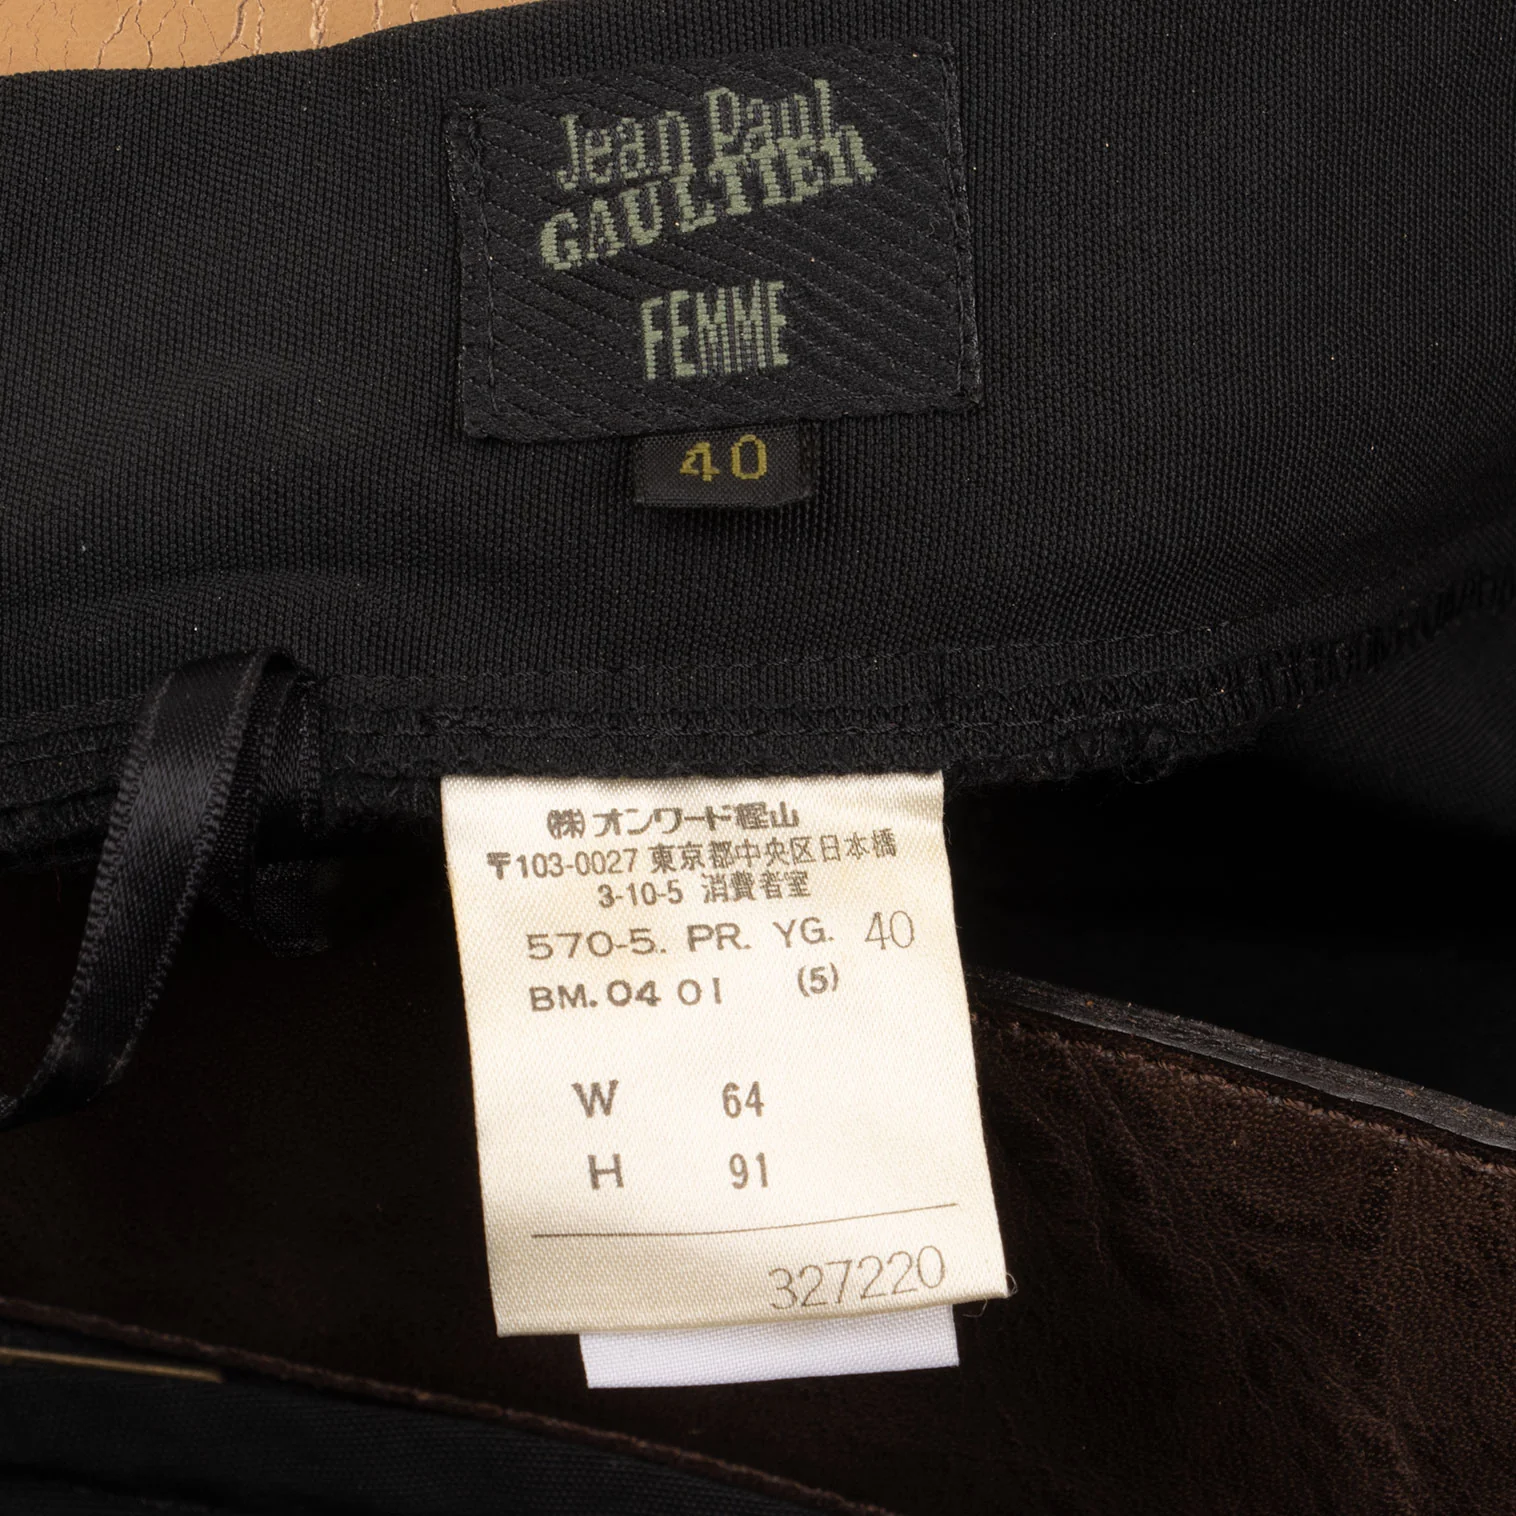 Jean Paul
GAULTIER
FEMME
40
㈱オンワード樫山
〒103-0027 東京都中央区日本橋
3-10-5 消費者室
570-5. PR. YG. 40
BM. 04 01 (5)
W 64
H 91
327220